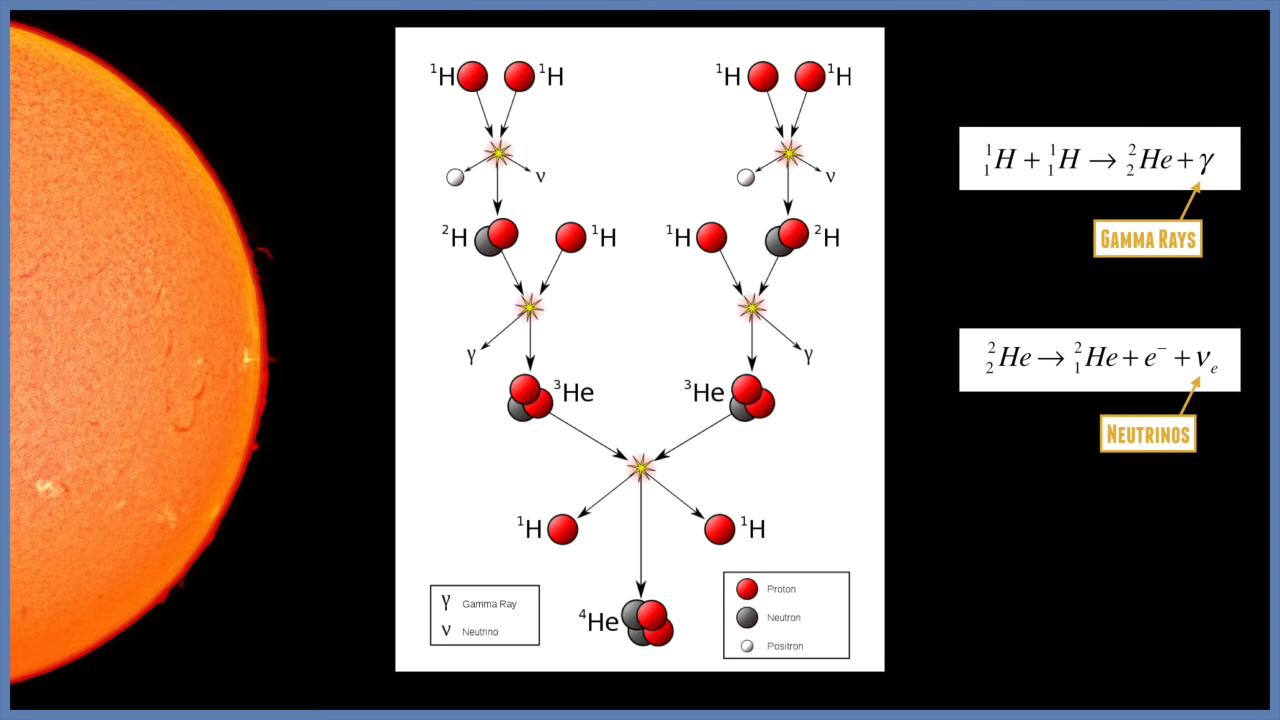 ¹H ¹H ¹H ¹H
ν ν
²H ¹H ¹H ²H
γ γ
³He ³He
¹H ¹H
⁴He
γ Gamma Ray
ν Neutrino
Proton
Neutron
Positron
¹₁H + ¹₁H → ²₂He + γ
GAMMA RAYS
²₂He → ²₁He + e⁻ + νₑ
NEUTRINOS